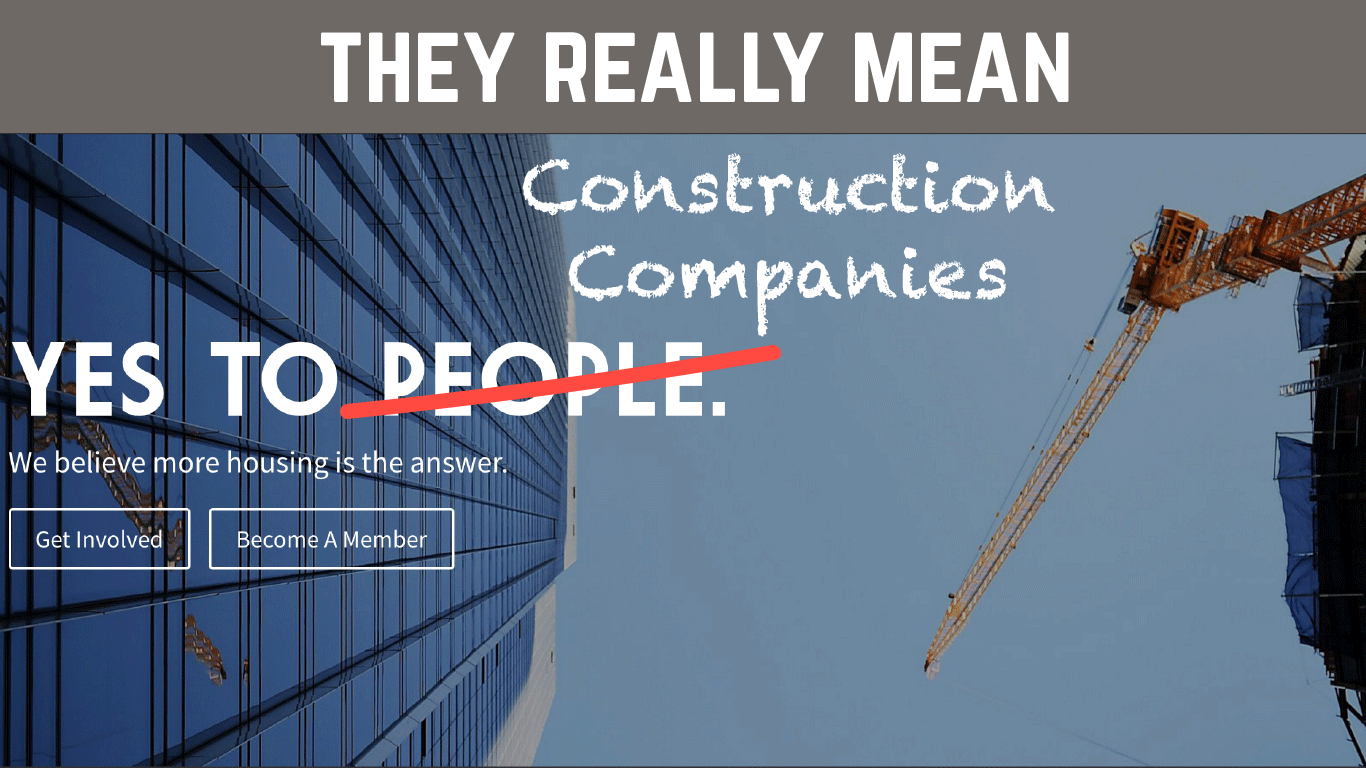 THEY REALLY MEAN
Construction
Companies
YES TO PEOPLE.
We believe more housing is the answer.
Get Involved
Become A Member